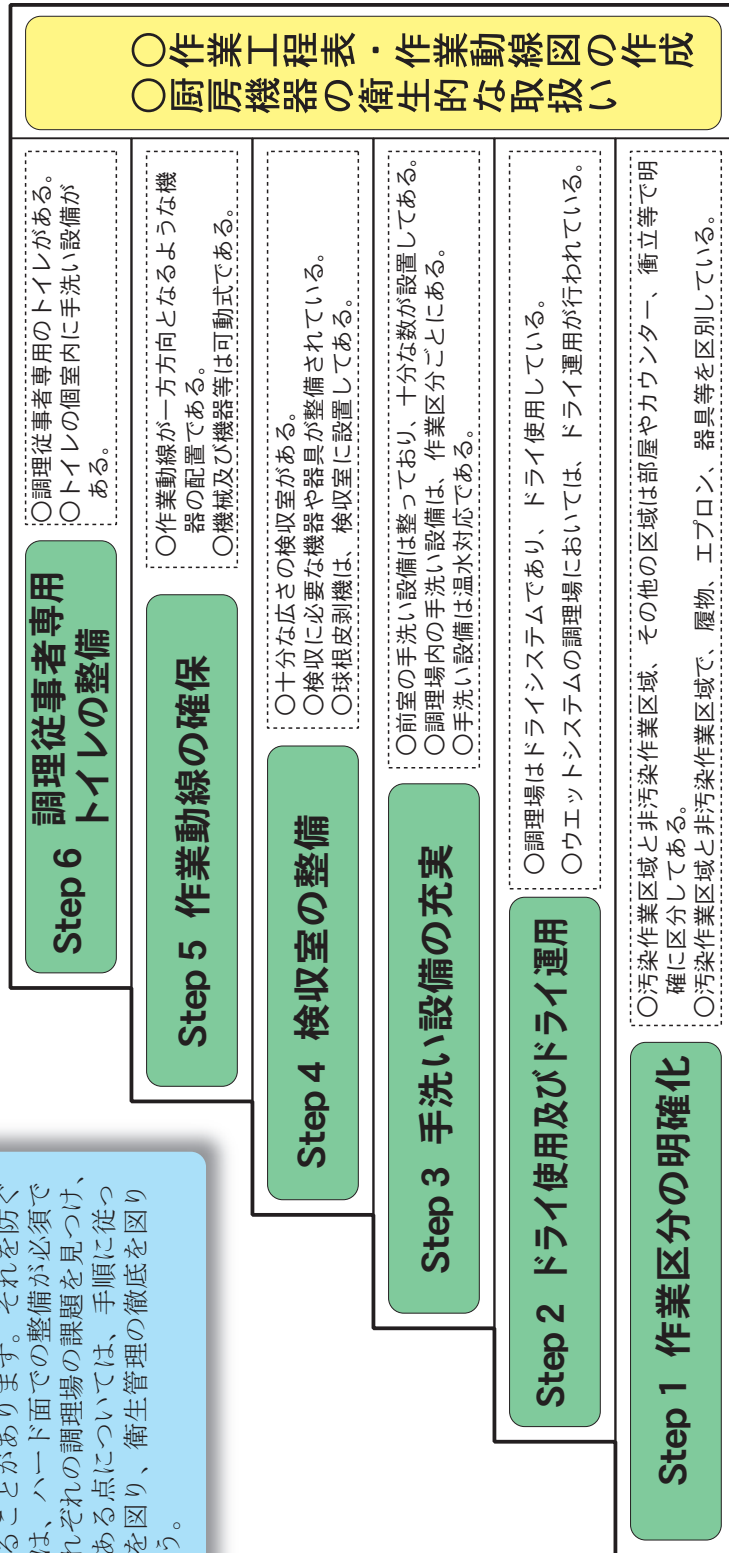 ることがあります。それを防ぐ
は、ハード面での整備が必須で
れぞれの調理場の課題を見つけ、
ある点については、手順に従っ
を図り、衛生管理の徹底を図り
う。
○作業工程表・作業動線図の作成
○厨房機器の衛生的な取扱い
Step 6 調理従事者専用
トイレの整備
○調理従事者専用のトイレがある。
○トイレの個室内に手洗い設備が
ある。
Step 5 作業動線の確保
○作業動線が一方方向となるような機
器の配置である。
○機械及び機器等は可動式である。
Step 4 検収室の整備
○十分な広さの検収室がある。
○検収に必要な機器や器具が整備されている。
○球根皮剥機は、検収室に設置してある。
Step 3 手洗い設備の充実
○前室の手洗い設備は整っており、十分な数が設置してある。
○調理場内の手洗い設備は、作業区分ごとにある。
○手洗い設備は温水対応である。
Step 2 ドライ使用及びドライ運用
○調理場はドライシステムであり、ドライ使用している。
○ウエットシステムの調理場においては、ドライ運用が行われている。
Step 1 作業区分の明確化
○汚染作業区域と非汚染作業区域、その他の区域は部屋やカウンター、衝立等で明
確に区分してある。
○汚染作業区域と非汚染作業区域で、履物、エプロン、器具等を区別している。